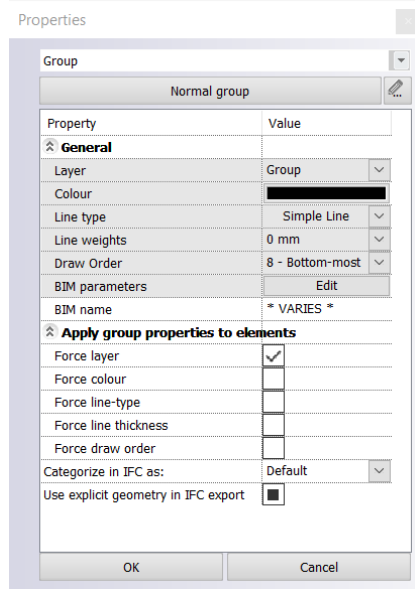 Properties
Group
Normal group
Property Value
General
Layer Group
Colour
Line type Simple Line
Line weights 0 mm
Draw Order 8 - Bottom-most
BIM parameters Edit
BIM name * VARIES *
Apply group properties to elements
Force layer
Force colour
Force line-type
Force line thickness
Force draw order
Categorize in IFC as: Default
Use explicit geometry in IFC export
OK Cancel